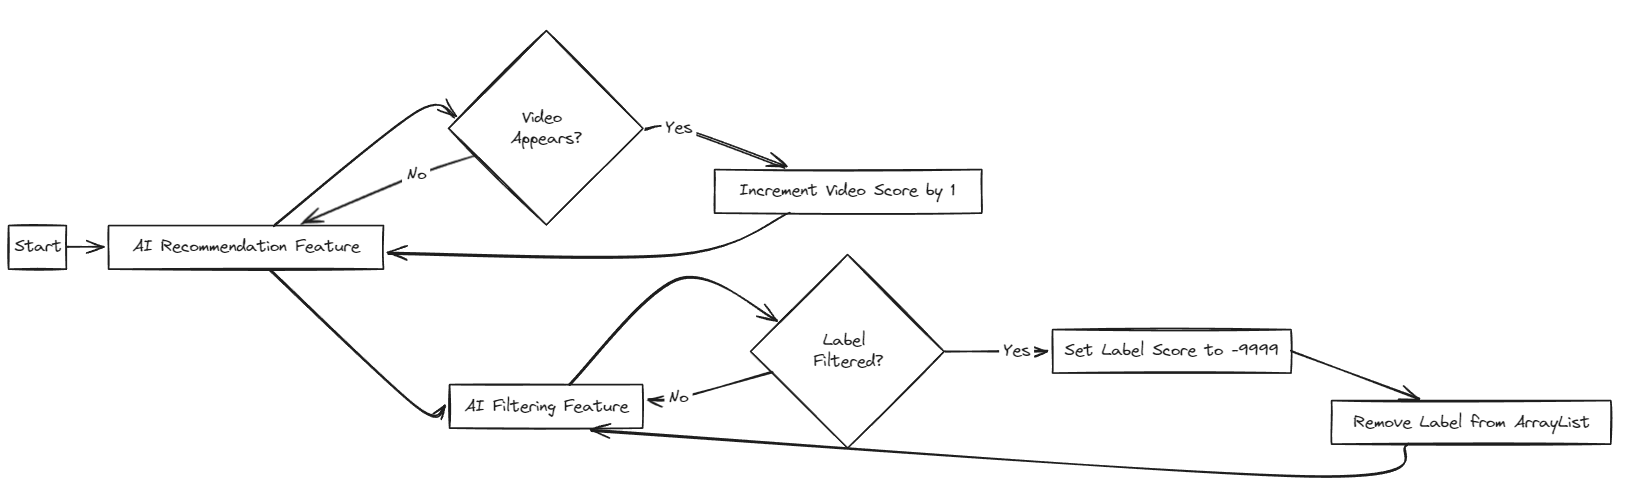 Video
Appears?
Yes
No
Increment Video Score by 1
Start
AI Recommendation Feature
Label
Filtered?
Yes
Set Label Score to -9999
No
AI Filtering Feature
Remove Label from ArrayList